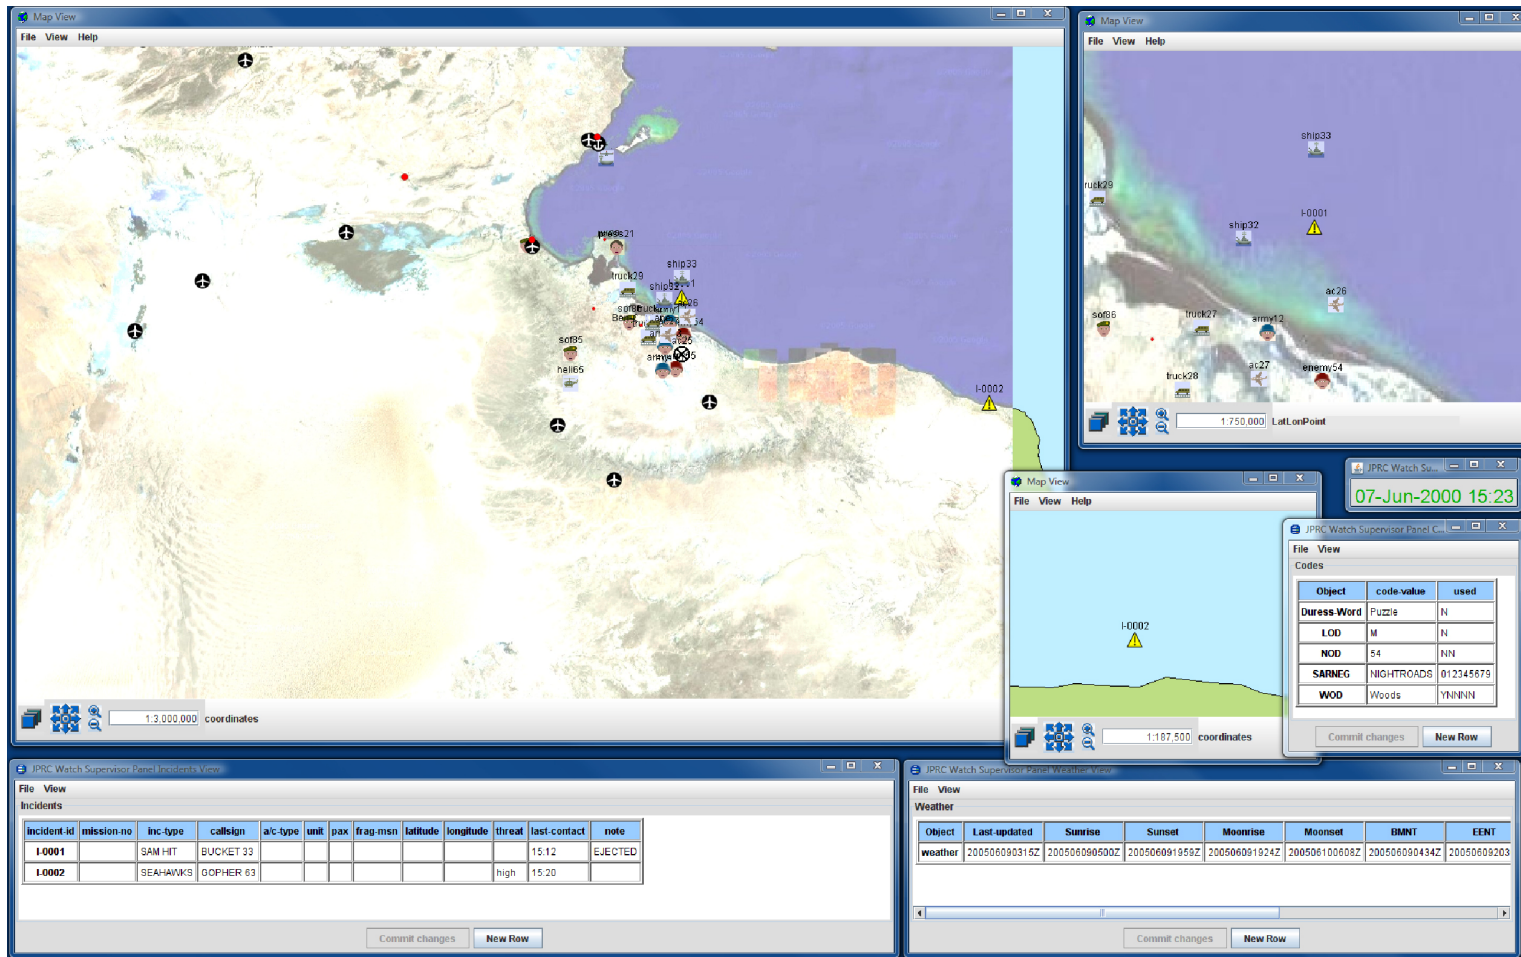 Map View
File View Help
press21
ship33
truck29
ac25
sof85
heli65
I-0002
1:3,000,000 coordinates
Map View
File View Help
ship33
ruck29
I-0001
ship32
ac26
sof86
truck27
army12
ac27
enemy54
truck28
1:750,000 LatLonPoint
JPRC Watch Su...
07-Jun-2000 15:23
Map View
File View Help
I-0002
1:187,500 coordinates
JPRC Watch Supervisor Panel C...
File View
Codes
Object code-value used
Duress-Word Puzzle N
LOD M N
NOD 54 NN
SARNEG NIGHTROADS 012345679
WOD Woods YNNNN
Commit changes New Row
JPRC Watch Supervisor Panel Incidents View
File View
Incidents
incident-id mission-no inc-type callsign a/c-type unit pax frag-msn latitude longitude threat last-contact note
I-0001 SAM HIT BUCKET 33 15:12 EJECTED
I-0002 SEAHAWKS GOPHER 63 high 15:20
Commit changes New Row
JPRC Watch Supervisor Panel Weather View
File View
Weather
Object Last-updated Sunrise Sunset Moonrise Moonset BMNT EENT
weather 200506090315Z 200506090500Z 200506091959Z 200506091924Z 200506100608Z 200506090434Z 20050609203
Commit changes New Row